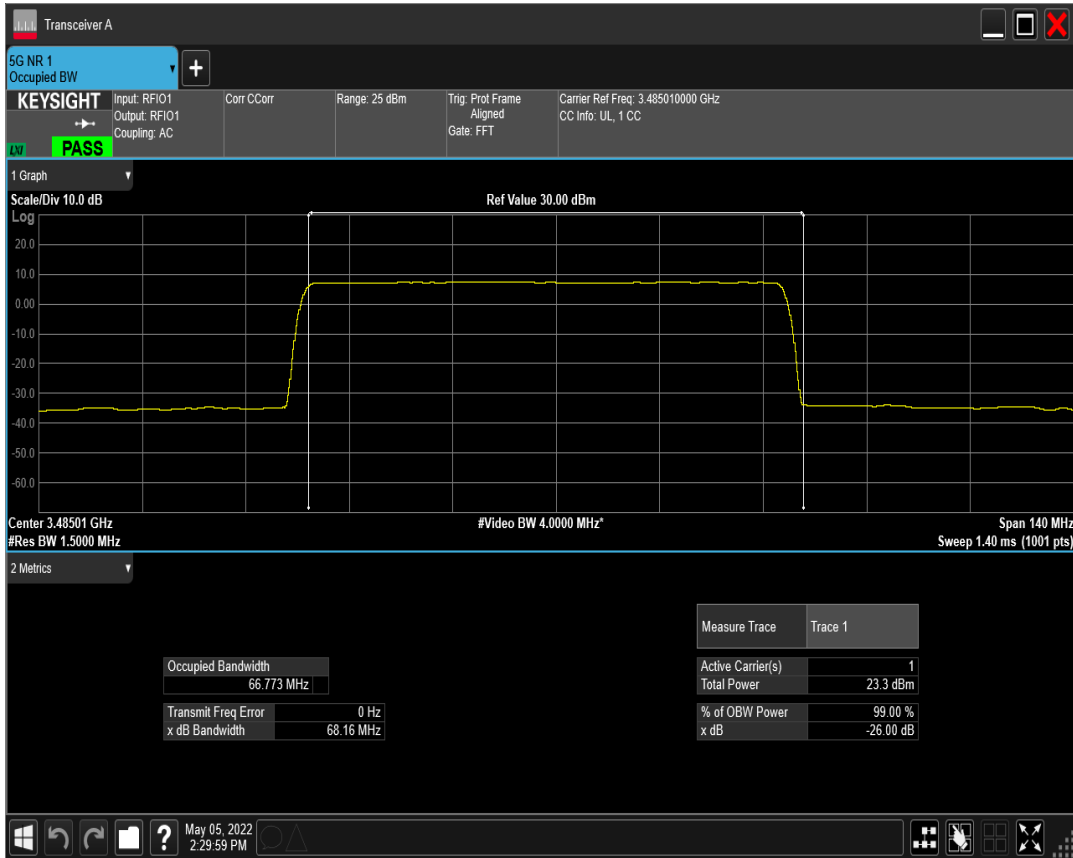 Transceiver A
5G NR 1
Occupied BW
KEYSIGHT
LXI
PASS
Input: RFIO1
Output: RFIO1
Coupling: AC
Corr CCorr
Range: 25 dBm
Trig: Prot Frame
Aligned
Gate: FFT
Carrier Ref Freq: 3.485010000 GHz
CC Info: UL, 1 CC
1 Graph
Scale/Div 10.0 dB
Ref Value 30.00 dBm
Log
20.0
10.0
0.00
-10.0
-20.0
-30.0
-40.0
-50.0
-60.0
Center 3.48501 GHz
#Video BW 4.0000 MHz*
Span 140 MHz
#Res BW 1.5000 MHz
Sweep 1.40 ms (1001 pts)
2 Metrics
Measure Trace Trace 1
Occupied Bandwidth
66.773 MHz
Active Carrier(s) 1
Total Power 23.3 dBm
Transmit Freq Error 0 Hz
x dB Bandwidth 68.16 MHz
% of OBW Power 99.00 %
x dB -26.00 dB
?
May 05, 2022
2:29:59 PM